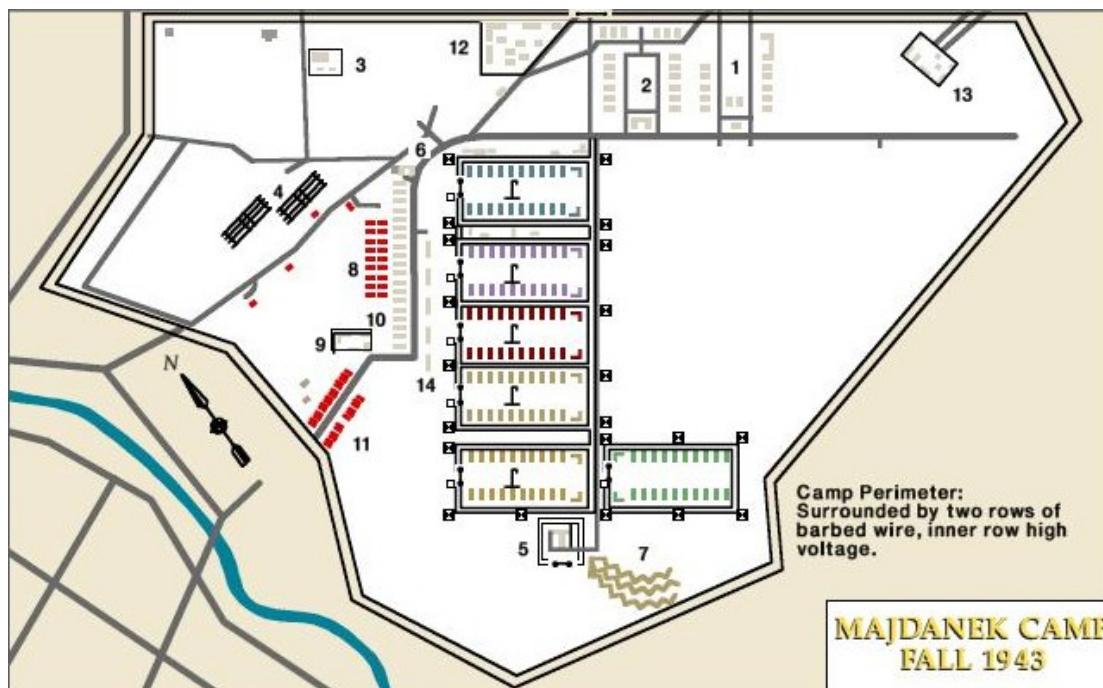 12
3
2
1
13
6
4
8
10
9
N
14
11
5
7
Camp Perimeter:
Surrounded by two rows of
barbed wire, inner row high
voltage.
MAJDANEK CAMP
FALL 1943